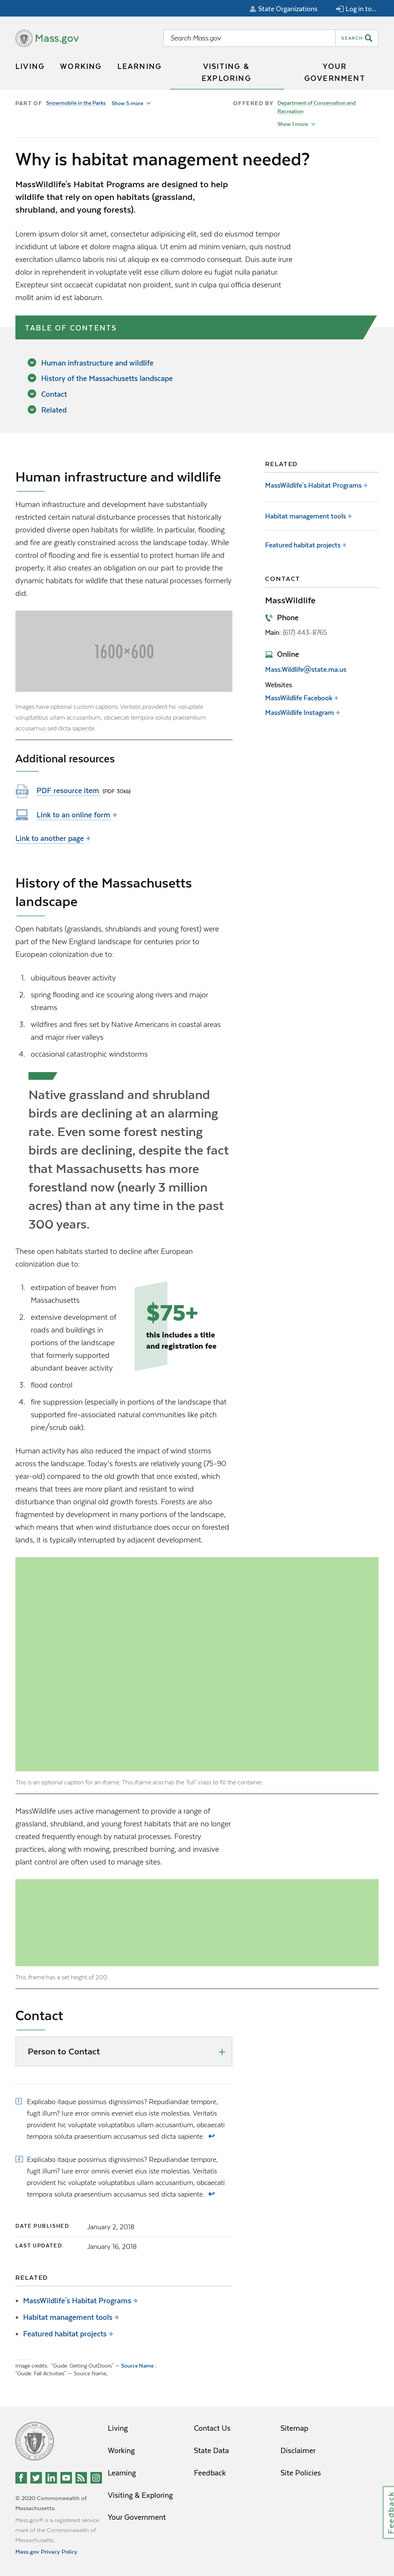 State Organizations
Log in to...
Mass.gov
Search Mass.gov
SEARCH
LIVING
WORKING
LEARNING
VISITING &
EXPLORING
YOUR
GOVERNMENT
PART OF Snowmobile in the Parks Show 5 more
OFFERED BY Department of Conservation and
Recreation
Show 1 more
Why is habitat management needed?
MassWildlife's Habitat Programs are designed to help
wildlife that rely on open habitats (grasslands,
shrubland, and young forests).
Lorem ipsum dolor sit amet, consectetur adipisicing elit, sed do eiusmod tempor
incididunt ut labore et dolore magna aliqua. Ut enim ad minim veniam, quis nostrud
exercitation ullamco laboris nisi ut aliquip ex ea commodo consequat. Duis aute irure
dolor in reprehenderit in voluptate velit esse cillum dolore eu fugiat nulla pariatur.
Excepteur sint occaecat cupidatat non proident, sunt in culpa qui officia deserunt
mollit anim id est laborum.
TABLE OF CONTENTS
Human infrastructure and wildlife
History of the Massachusetts landscape
Contact
Related
Human infrastructure and wildlife
Human infrastructure and development have substantially
restricted certain natural disturbance processes that historically
provided diverse open habitats. In particular, flooding, flooding
and fire are greatly constrained across the landscape today. While
control of flooding and fire is essential to protect human life and
property, it also creates an obligation on our part to provide the
dynamic habitats for wildlife that these natural processes formerly
did.
1600×600
Images have optional custom captions. Veritatis provident hic voluptate
voluptatibus ullam accusantium, obcaecati tempora soluta praesentium
accusamus sed dicta sapiente.
Additional resources
PDF resource item (PDF 30kb)
Link to an online form
Link to another page
RELATED
MassWildlife's Habitat Programs
Habitat management tools
Featured habitat projects
CONTACT
MassWildlife
Phone
Main: (617) 443-8765
Online
Mass.Wildlife@state.ma.us
Websites
MassWildlife Facebook
MassWildlife Instagram
History of the Massachusetts
landscape
Open habitats (grasslands, shrublands and young forest) were
part of the New England landscape for centuries prior to
European colonization due to:
1. ubiquitous beaver activity
2. spring flooding and ice scouring along rivers and major
streams
3. wildfires and fires set by Native Americans in coastal areas
and major river valleys
4. occasional catastrophic windstorms
Native grassland and shrubland
birds are declining at an alarming
rate. Even some forest nesting
birds are declining, despite the fact
that Massachusetts has more
forestland now (nearly 3 million
acres) than at any time in the past
300 years.
These open habitats started to decline after European
colonization due to:
1. extirpation of beaver from
Massachusetts
2. extensive development of
roads and buildings in
portions of the landscape
that formerly supported
abundant beaver activity
3. flood control
4. fire suppression (especially in portions of the landscape that
supported fire-associated natural communities like pitch
pine/scrub oak).
$75+
this includes a title
and registration fee
Human activity has also reduced the impact of wind storms
across the landscape. Today's forests are relatively young (75-90
year-old) compared to the old growth that once existed, which
means that trees are more pliant and resistant to wind
disturbance than original old growth forests. Forests are also
fragmented by development in many portions of the landscape,
which means that when wind disturbance does occur on forested
lands, it is typically interrupted by adjacent development.
This is an optional caption for an iframe. This iframe also has the 'full' class to fill the container.
MassWildlife uses active management to provide a range of
grassland, shrubland, and young forest habitats that are no longer
created frequently enough by natural processes. Forestry
practices, along with mowing, prescribed burning, and invasive
plant control are often used to manage sites.
This iframe has a set height of 200.
Contact
Person to Contact
1 Explicabo itaque possimus dignissimos? Repudiandae tempore,
fugit illum? Iure error omnis eveniet eius iste molestias. Veritatis
provident hic voluptate voluptatibus ullam accusantium, obcaecati
tempora soluta praesentium accusamus sed dicta sapiente. ↩
2 Explicabo itaque possimus dignissimos? Repudiandae tempore,
fugit illum? Iure error omnis eveniet eius iste molestias. Veritatis
provident hic voluptate voluptatibus ullam accusantium, obcaecati
tempora soluta praesentium accusamus sed dicta sapiente. ↩
DATE PUBLISHED: January 2, 2018
LAST UPDATED: January 16, 2018
RELATED
MassWildlife's Habitat Programs
Habitat management tools
Featured habitat projects
Image credits: "Guide: Getting OutDoors" — Source Name ,
"Guide: Fall Activities" — Source Name,
Living
Working
Learning
Visiting & Exploring
Your Government
Contact Us
State Data
Feedback
Sitemap
Disclaimer
Site Policies
© 2020 Commonwealth of
Massachusetts.
Mass.gov® is a registered service
mark of the Commonwealth of
Massachusetts.
Mass.gov Privacy Policy
Feedback